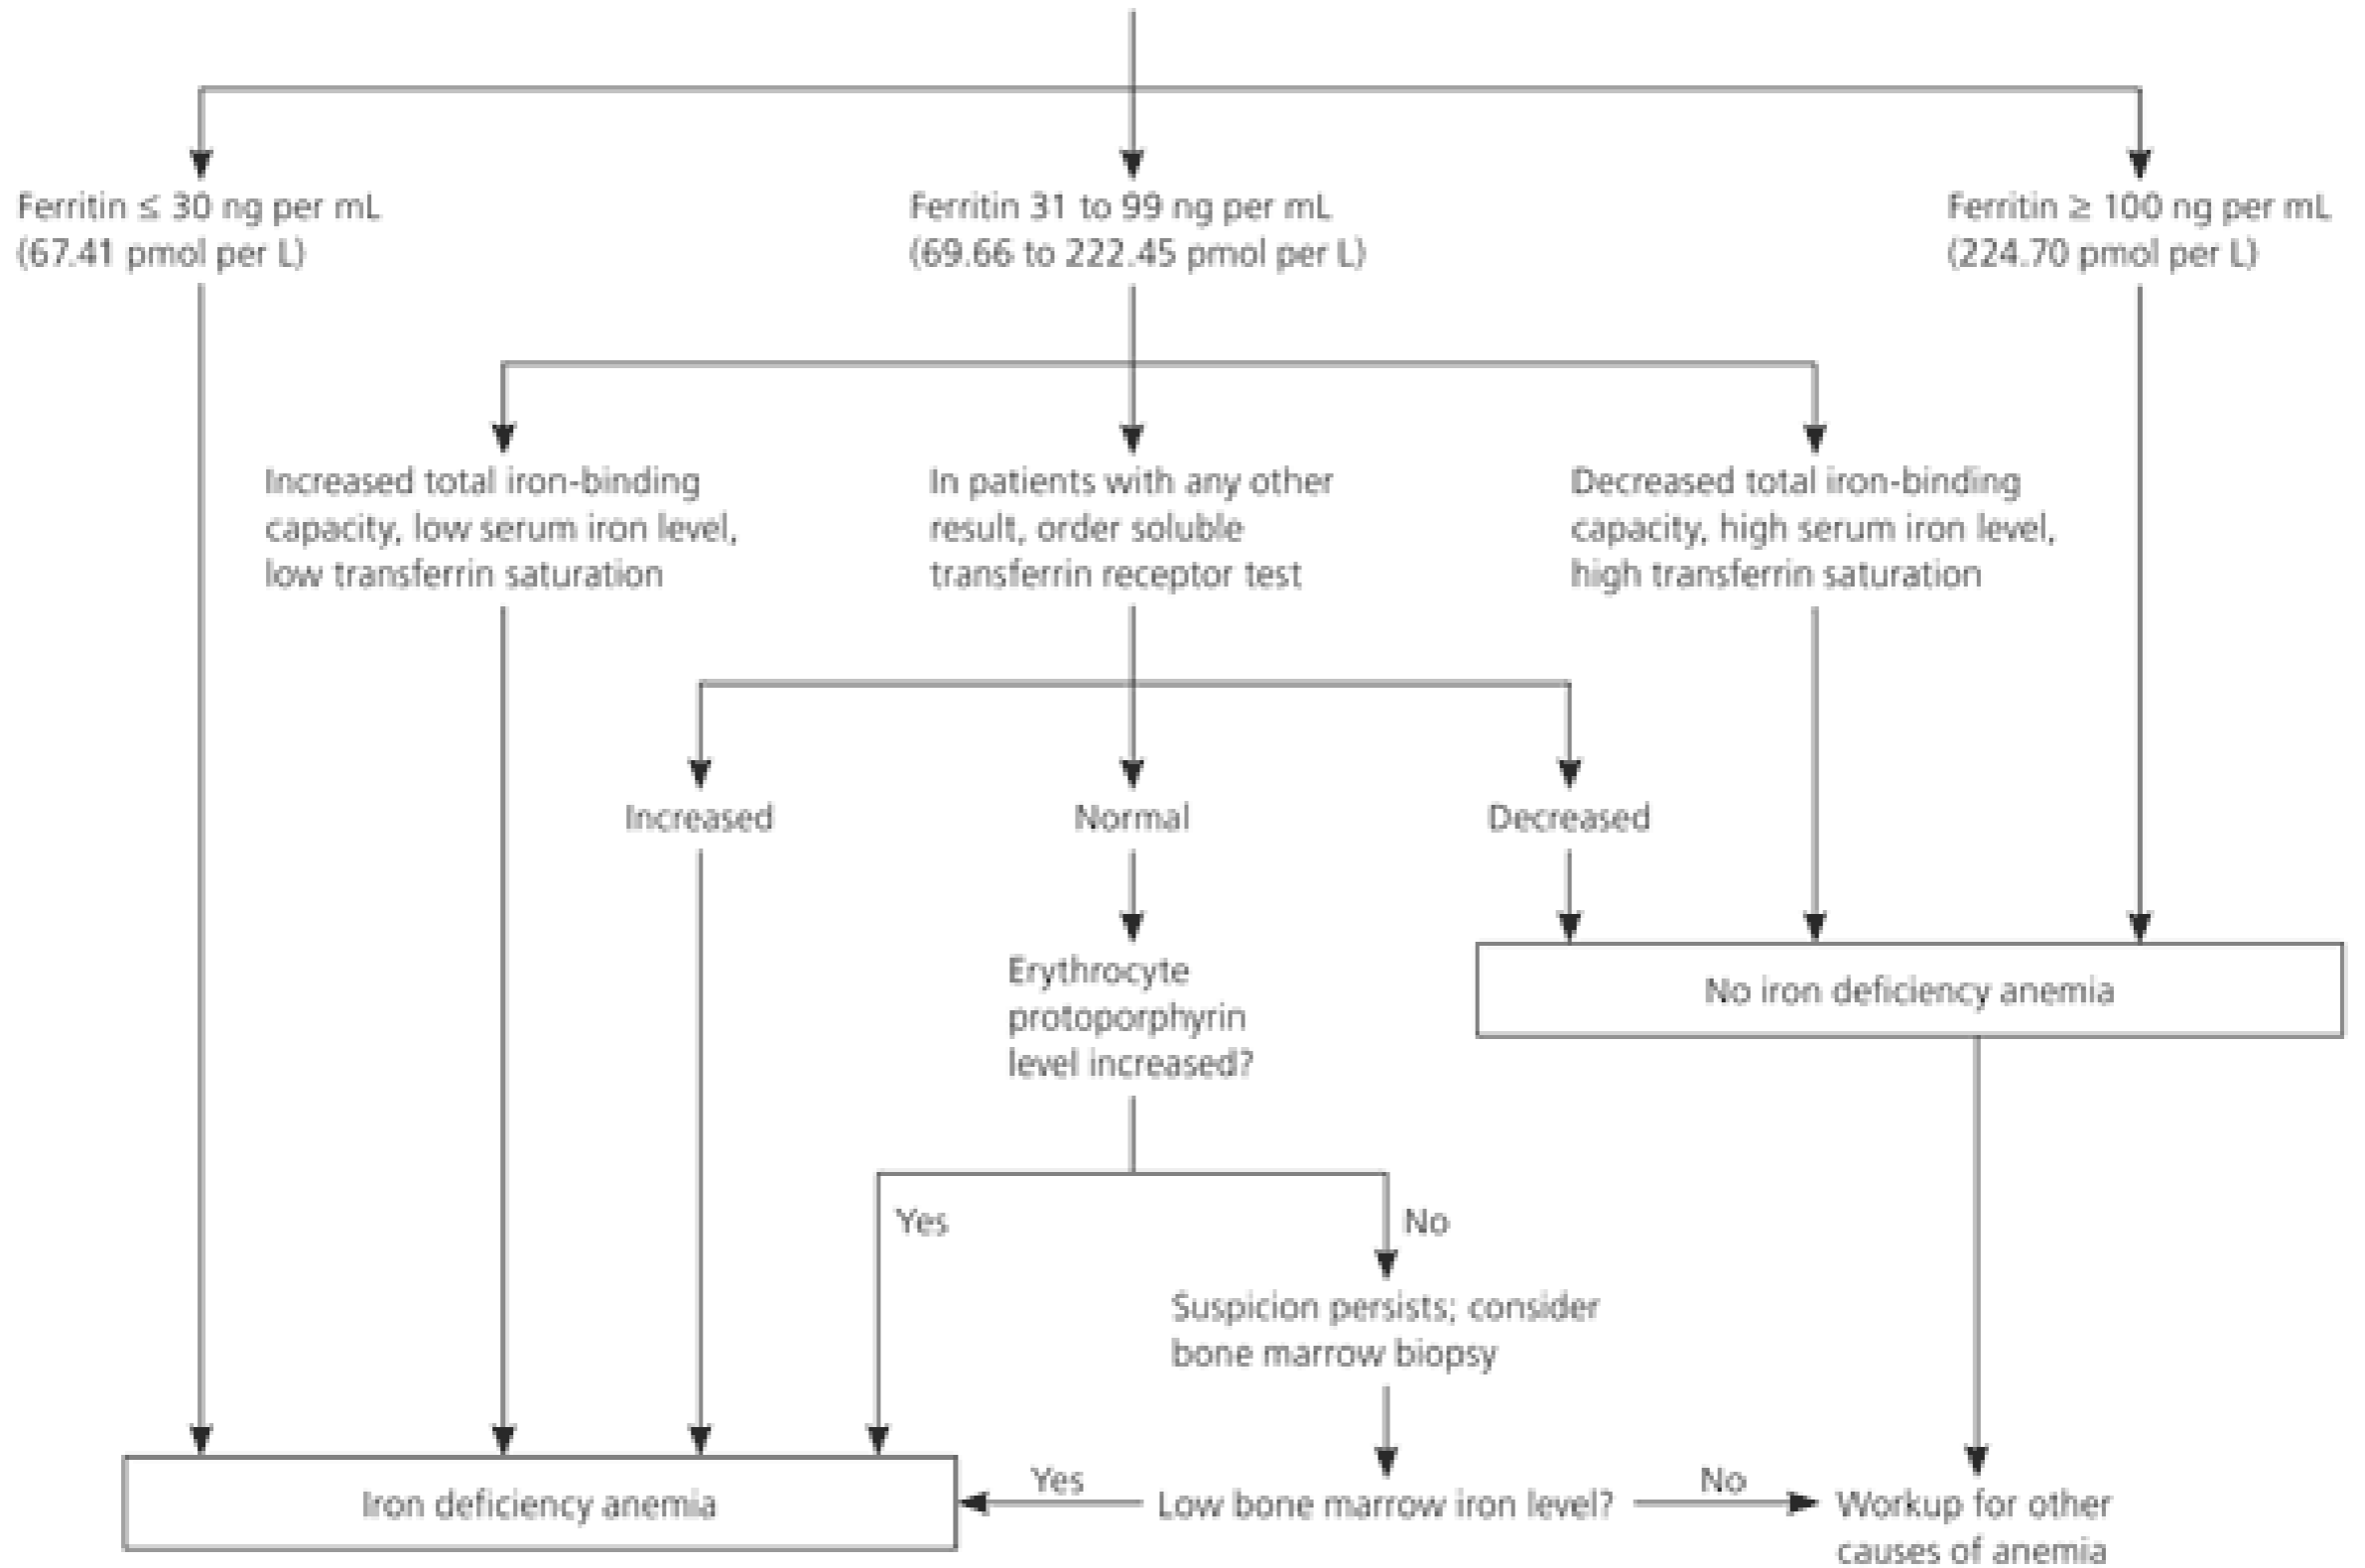 Ferritin ≤ 30 ng per mL
(67.41 pmol per L)
Ferritin 31 to 99 ng per mL
(69.66 to 222.45 pmol per L)
Ferritin ≥ 100 ng per mL
(224.70 pmol per L)
Increased total iron-binding
capacity, low serum iron level,
low transferrin saturation
In patients with any other
result, order soluble
transferrin receptor test
Decreased total iron-binding
capacity, high serum iron level,
high transferrin saturation
Increased
Normal
Decreased
Erythrocyte
protoporphyrin
level increased?
No iron deficiency anemia
Yes
No
Suspicion persists; consider
bone marrow biopsy
Iron deficiency anemia
Yes
Low bone marrow iron level?
No
Workup for other
causes of anemia